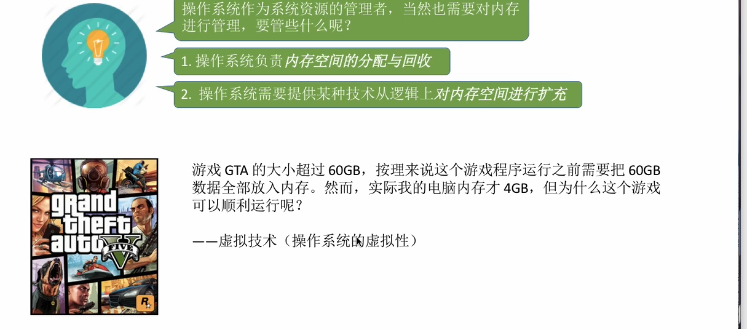 操作系统作为系统资源的管理者，当然也需要对内存
进行管理，要管些什么呢？
1. 操作系统负责内存空间的分配与回收
2. 操作系统需要提供某种技术从逻辑上对内存空间进行扩充
游戏 GTA 的大小超过 60GB，按理来说这个游戏程序运行之前需要把 60GB
数据全部放入内存。然而，实际我的电脑内存才 4GB，但为什么这个游戏
可以顺利运行呢？
——虚拟技术（操作系统的虚拟性）
grand
theft
auto
V
FIVE
R